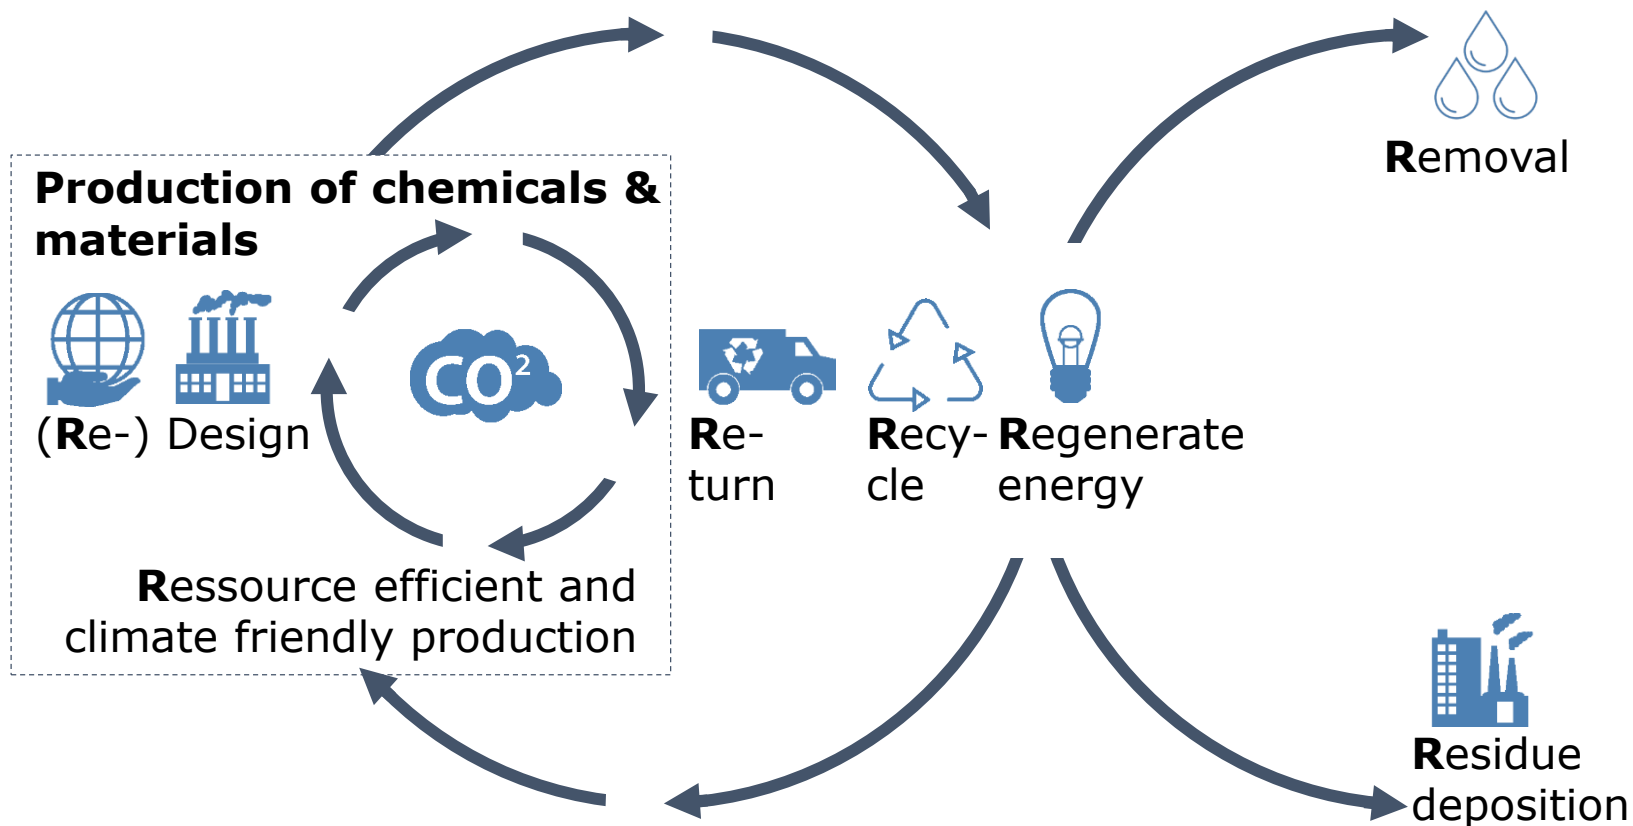 Production of chemicals &
materials
CO2
(Re-) Design
Ressource efficient and
climate friendly production
Re-
turn
Recy-
cle
Regenerate
energy
Removal
Residue
deposition